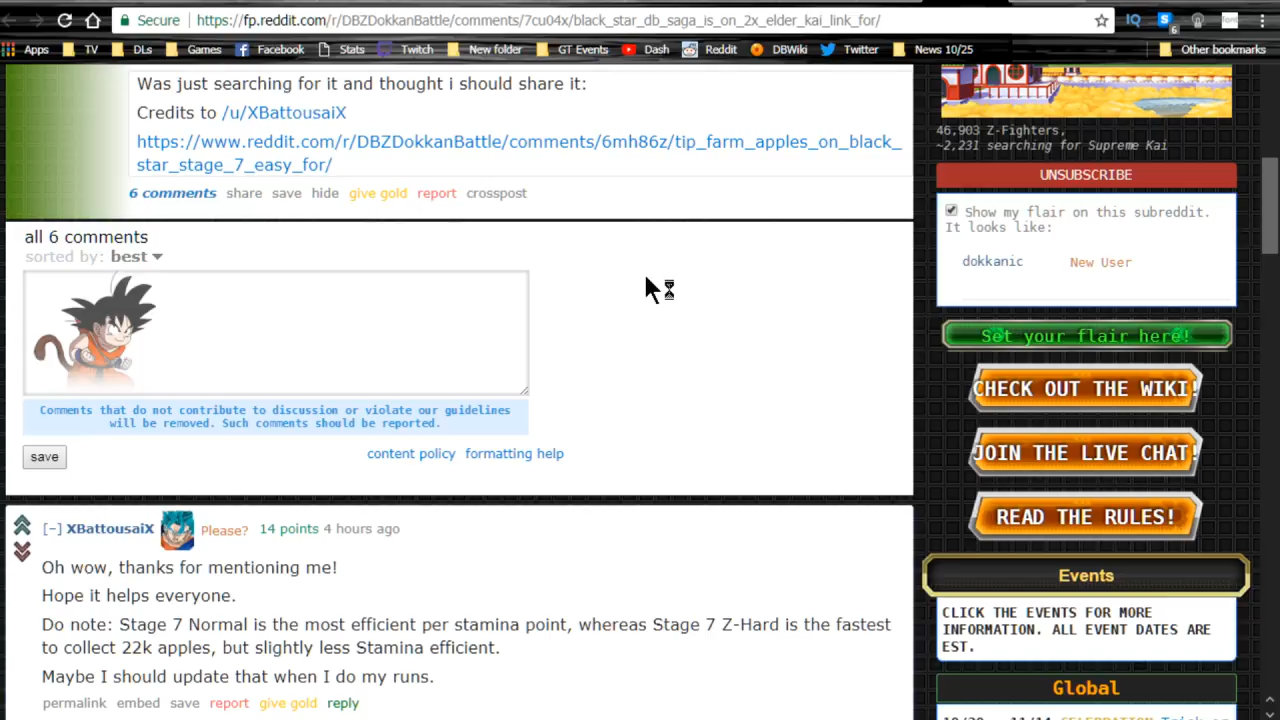 Secure https://fp.reddit.com/r/DBZDokkanBattle/comments/7cu04x/black_star_db_saga_is_on_2x_elder_kai_link_for/
IQ S 6
Apps TV DLs Games Facebook Stats Twitch New folder GT Events Dash Reddit DBWiki Twitter News 10/25 Other bookmarks
Was just searching for it and thought i should share it:
Credits to /u/XBattousaiX
https://www.reddit.com/r/DBZDokkanBattle/comments/6mh86z/tip_farm_apples_on_black_
star_stage_7_easy_for/
6 comments share save hide give gold report crosspost
all 6 comments
sorted by: best
Comments that do not contribute to discussion or violate our guidelines
will be removed. Such comments should be reported.
save content policy formatting help
[−] XBattousaiX Please? 14 points 4 hours ago
Oh wow, thanks for mentioning me!
Hope it helps everyone.
Do note: Stage 7 Normal is the most efficient per stamina point, whereas Stage 7 Z-Hard is the fastest
to collect 22k apples, but slightly less Stamina efficient.
Maybe I should update that when I do my runs.
permalink embed save report give gold reply
46,903 Z-Fighters,
~2,231 searching for Supreme Kai
UNSUBSCRIBE
Show my flair on this subreddit.
It looks like:
dokkanic New User
Set your flair here!
CHECK OUT THE WIKI!
JOIN THE LIVE CHAT!
READ THE RULES!
Events
CLICK THE EVENTS FOR MORE
INFORMATION. ALL EVENT DATES ARE
EST.
Global